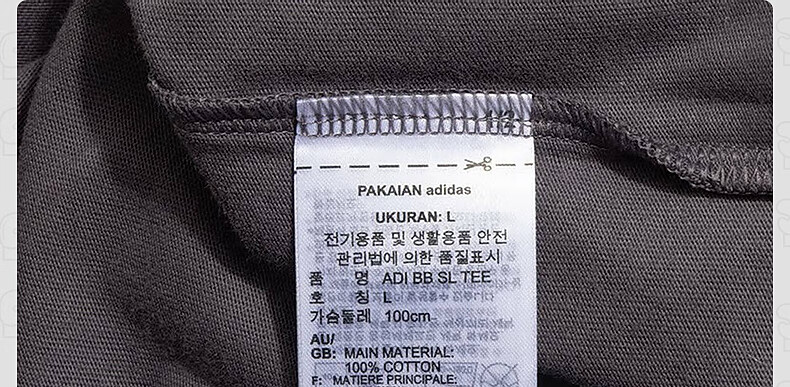 PAKAIAN adidas
UKURAN: L
전기용품 및 생활용품 안전
관리법에 의한 품질표시
품 명 ADI BB SL TEE
호 칭 L
가슴둘레 100cm
AU/
GB: MAIN MATERIAL:
100% COTTON
F: MATIERE PRINCIPALE: